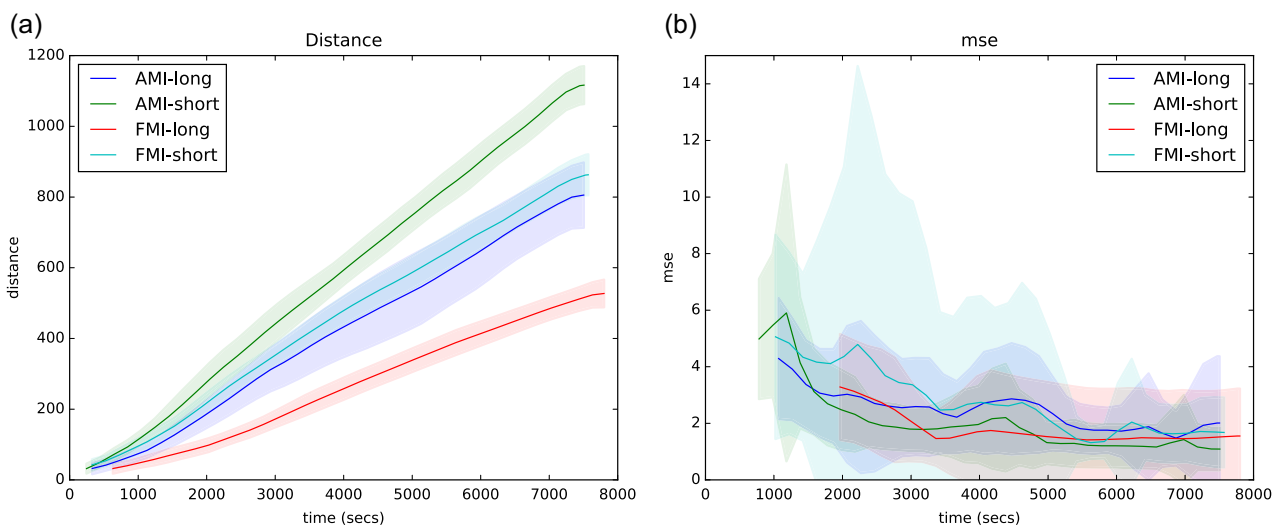 (a)
Distance
1200
1000
800
600
400
200
0
distance
AMI-long
AMI-short
FMI-long
FMI-short
0 1000 2000 3000 4000 5000 6000 7000 8000
time (secs)
(b)
mse
14
12
10
8
6
4
2
0
mse
AMI-long
AMI-short
FMI-long
FMI-short
0 1000 2000 3000 4000 5000 6000 7000 8000
time (secs)